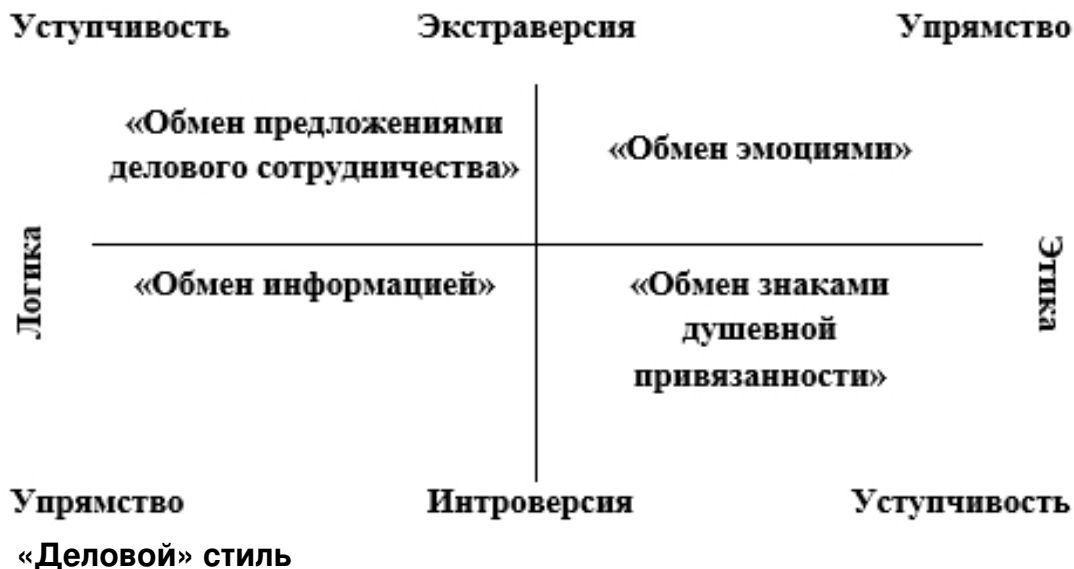 Уступчивость Экстраверсия Упрямство
«Обмен предложениями
делового сотрудничества»
«Обмен эмоциями»
Логика
Этика
«Обмен информацией»
«Обмен знаками
душевной
привязанности»
Упрямство Интроверсия Уступчивость
«Деловой» стиль